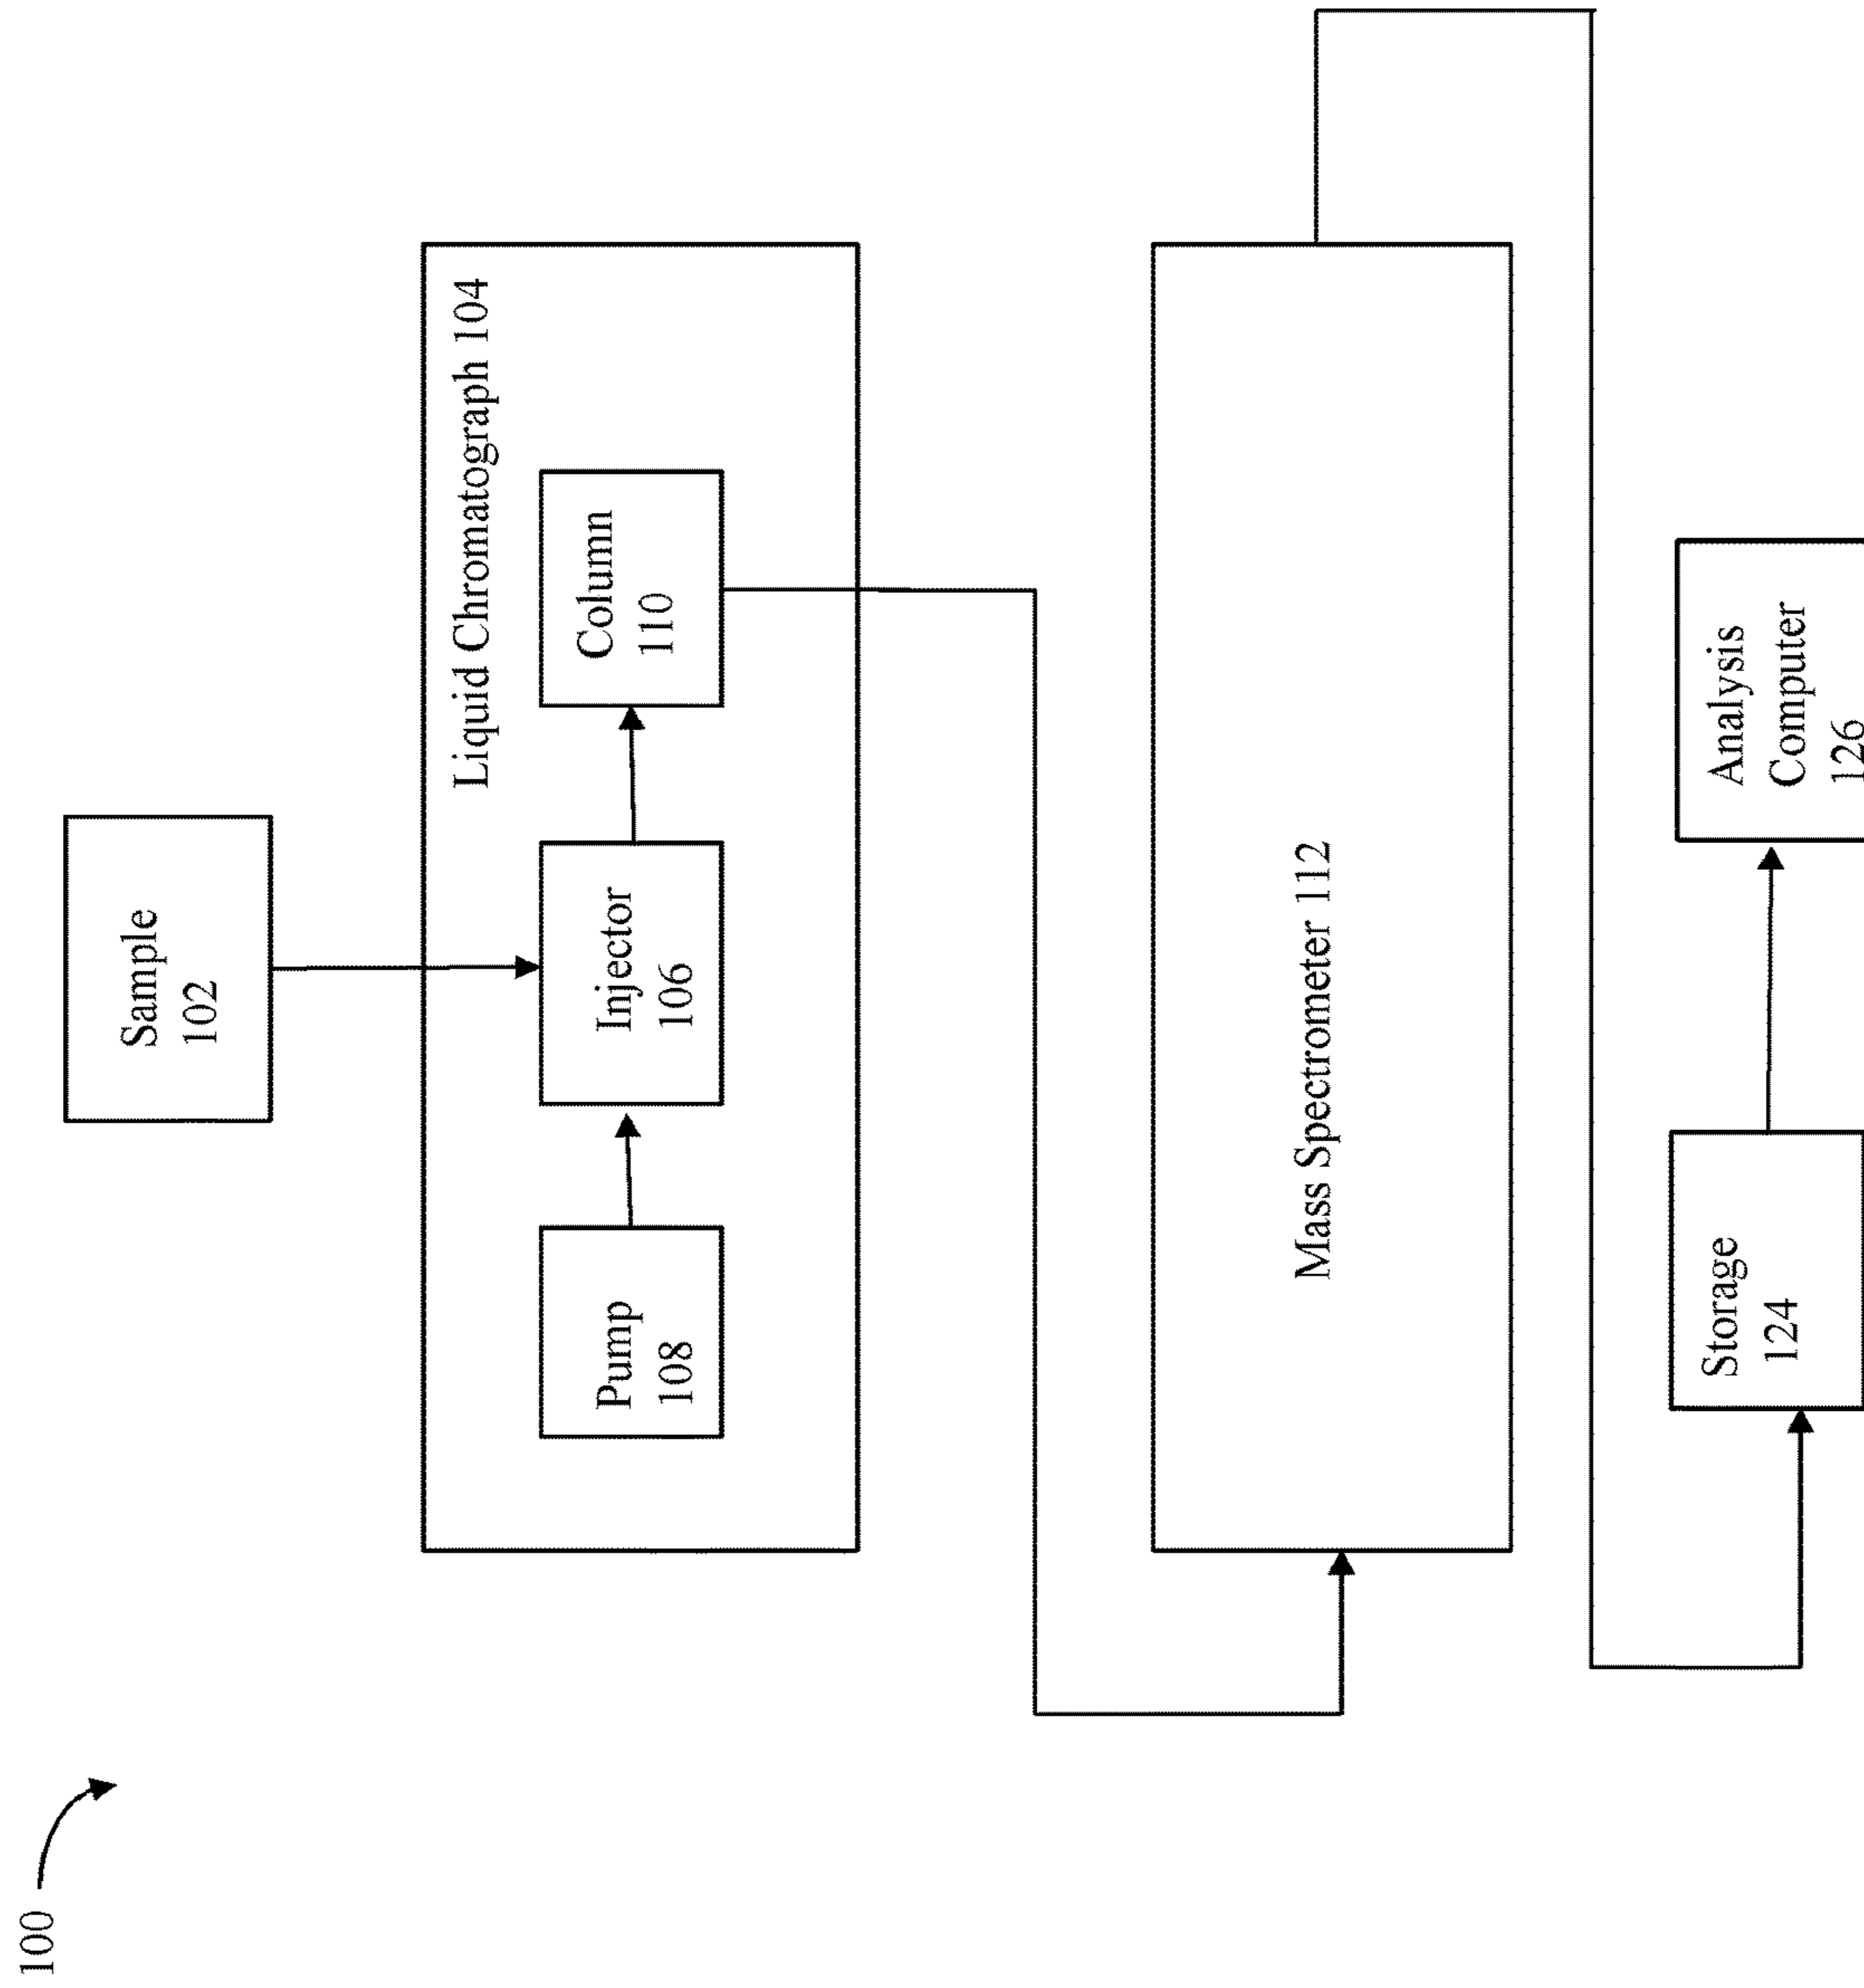 100
Sample
102
Liquid Chromatograph 104
Pump
108
Injector
106
Column
110
Mass Spectrometer 112
Storage
124
Analysis
Computer
126